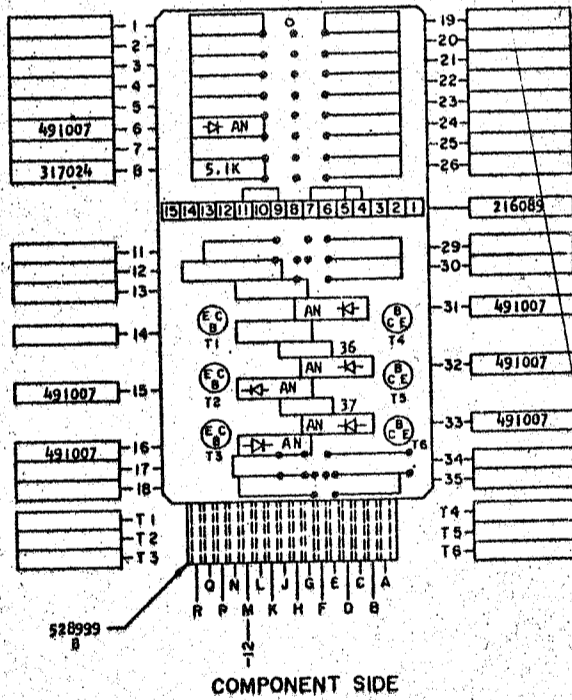 1 19
2 20
3 21
4 22
5 23
491007 6 AN 24
7 25
317024 8 5.1K 26
15 14 13 12 11 10 9 8 7 6 5 4 3 2 1 216089
11 29
12 30
13
AN 31 491007
E C B B C E
T1 T4
14
36
AN 32 491007
E C B B C E
T2 T5
491007 15 AN
37
AN 33 491007
E C B B C E
T3 T6
491007 16 AN
17 34
18 35
T1 T4
T2 T5
T3 T6
Q N L J G E C A
R P M K H F D B
528999
B
-12
COMPONENT SIDE